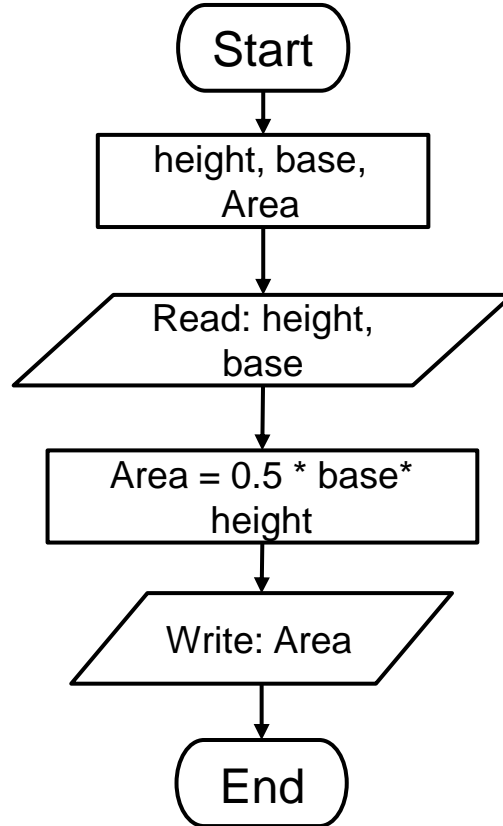 Start
height, base,
Area
Read: height,
base
Area = 0.5 * base*
height
Write: Area
End